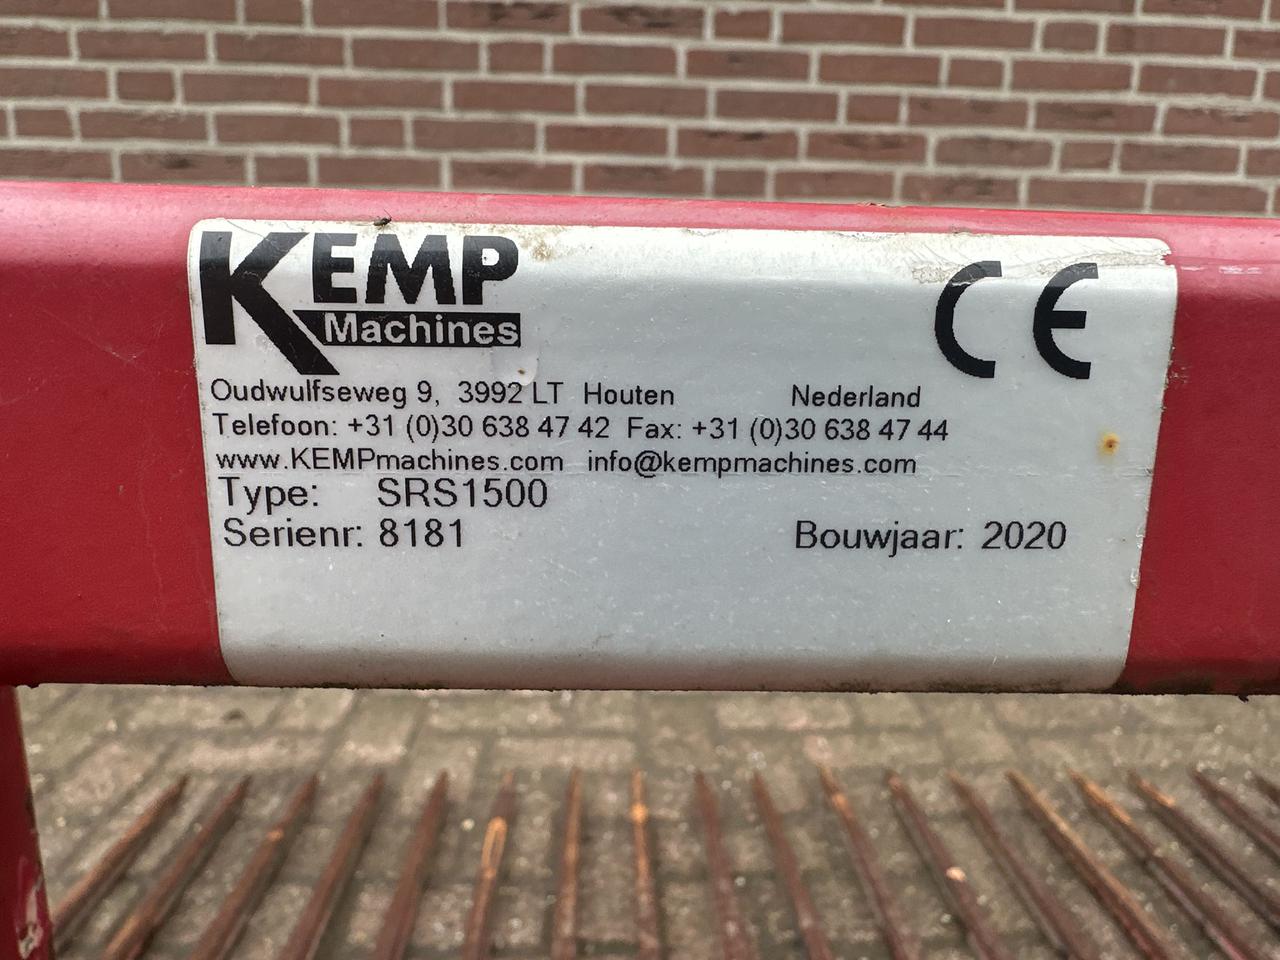 KEMP
Machines
CE
Oudwulfseweg 9, 3992 LT Houten Nederland
Telefoon: +31 (0)30 638 47 42 Fax: +31 (0)30 638 47 44
www.KEMPmachines.com info@kempmachines.com
Type: SRS1500
Serienr: 8181 Bouwjaar: 2020